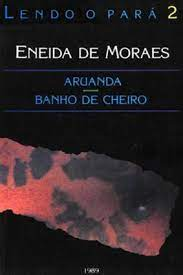 LENDO O PARÁ 2
ENEIDA DE MORAES
ARUANDA
BANHO DE CHEIRO
1989